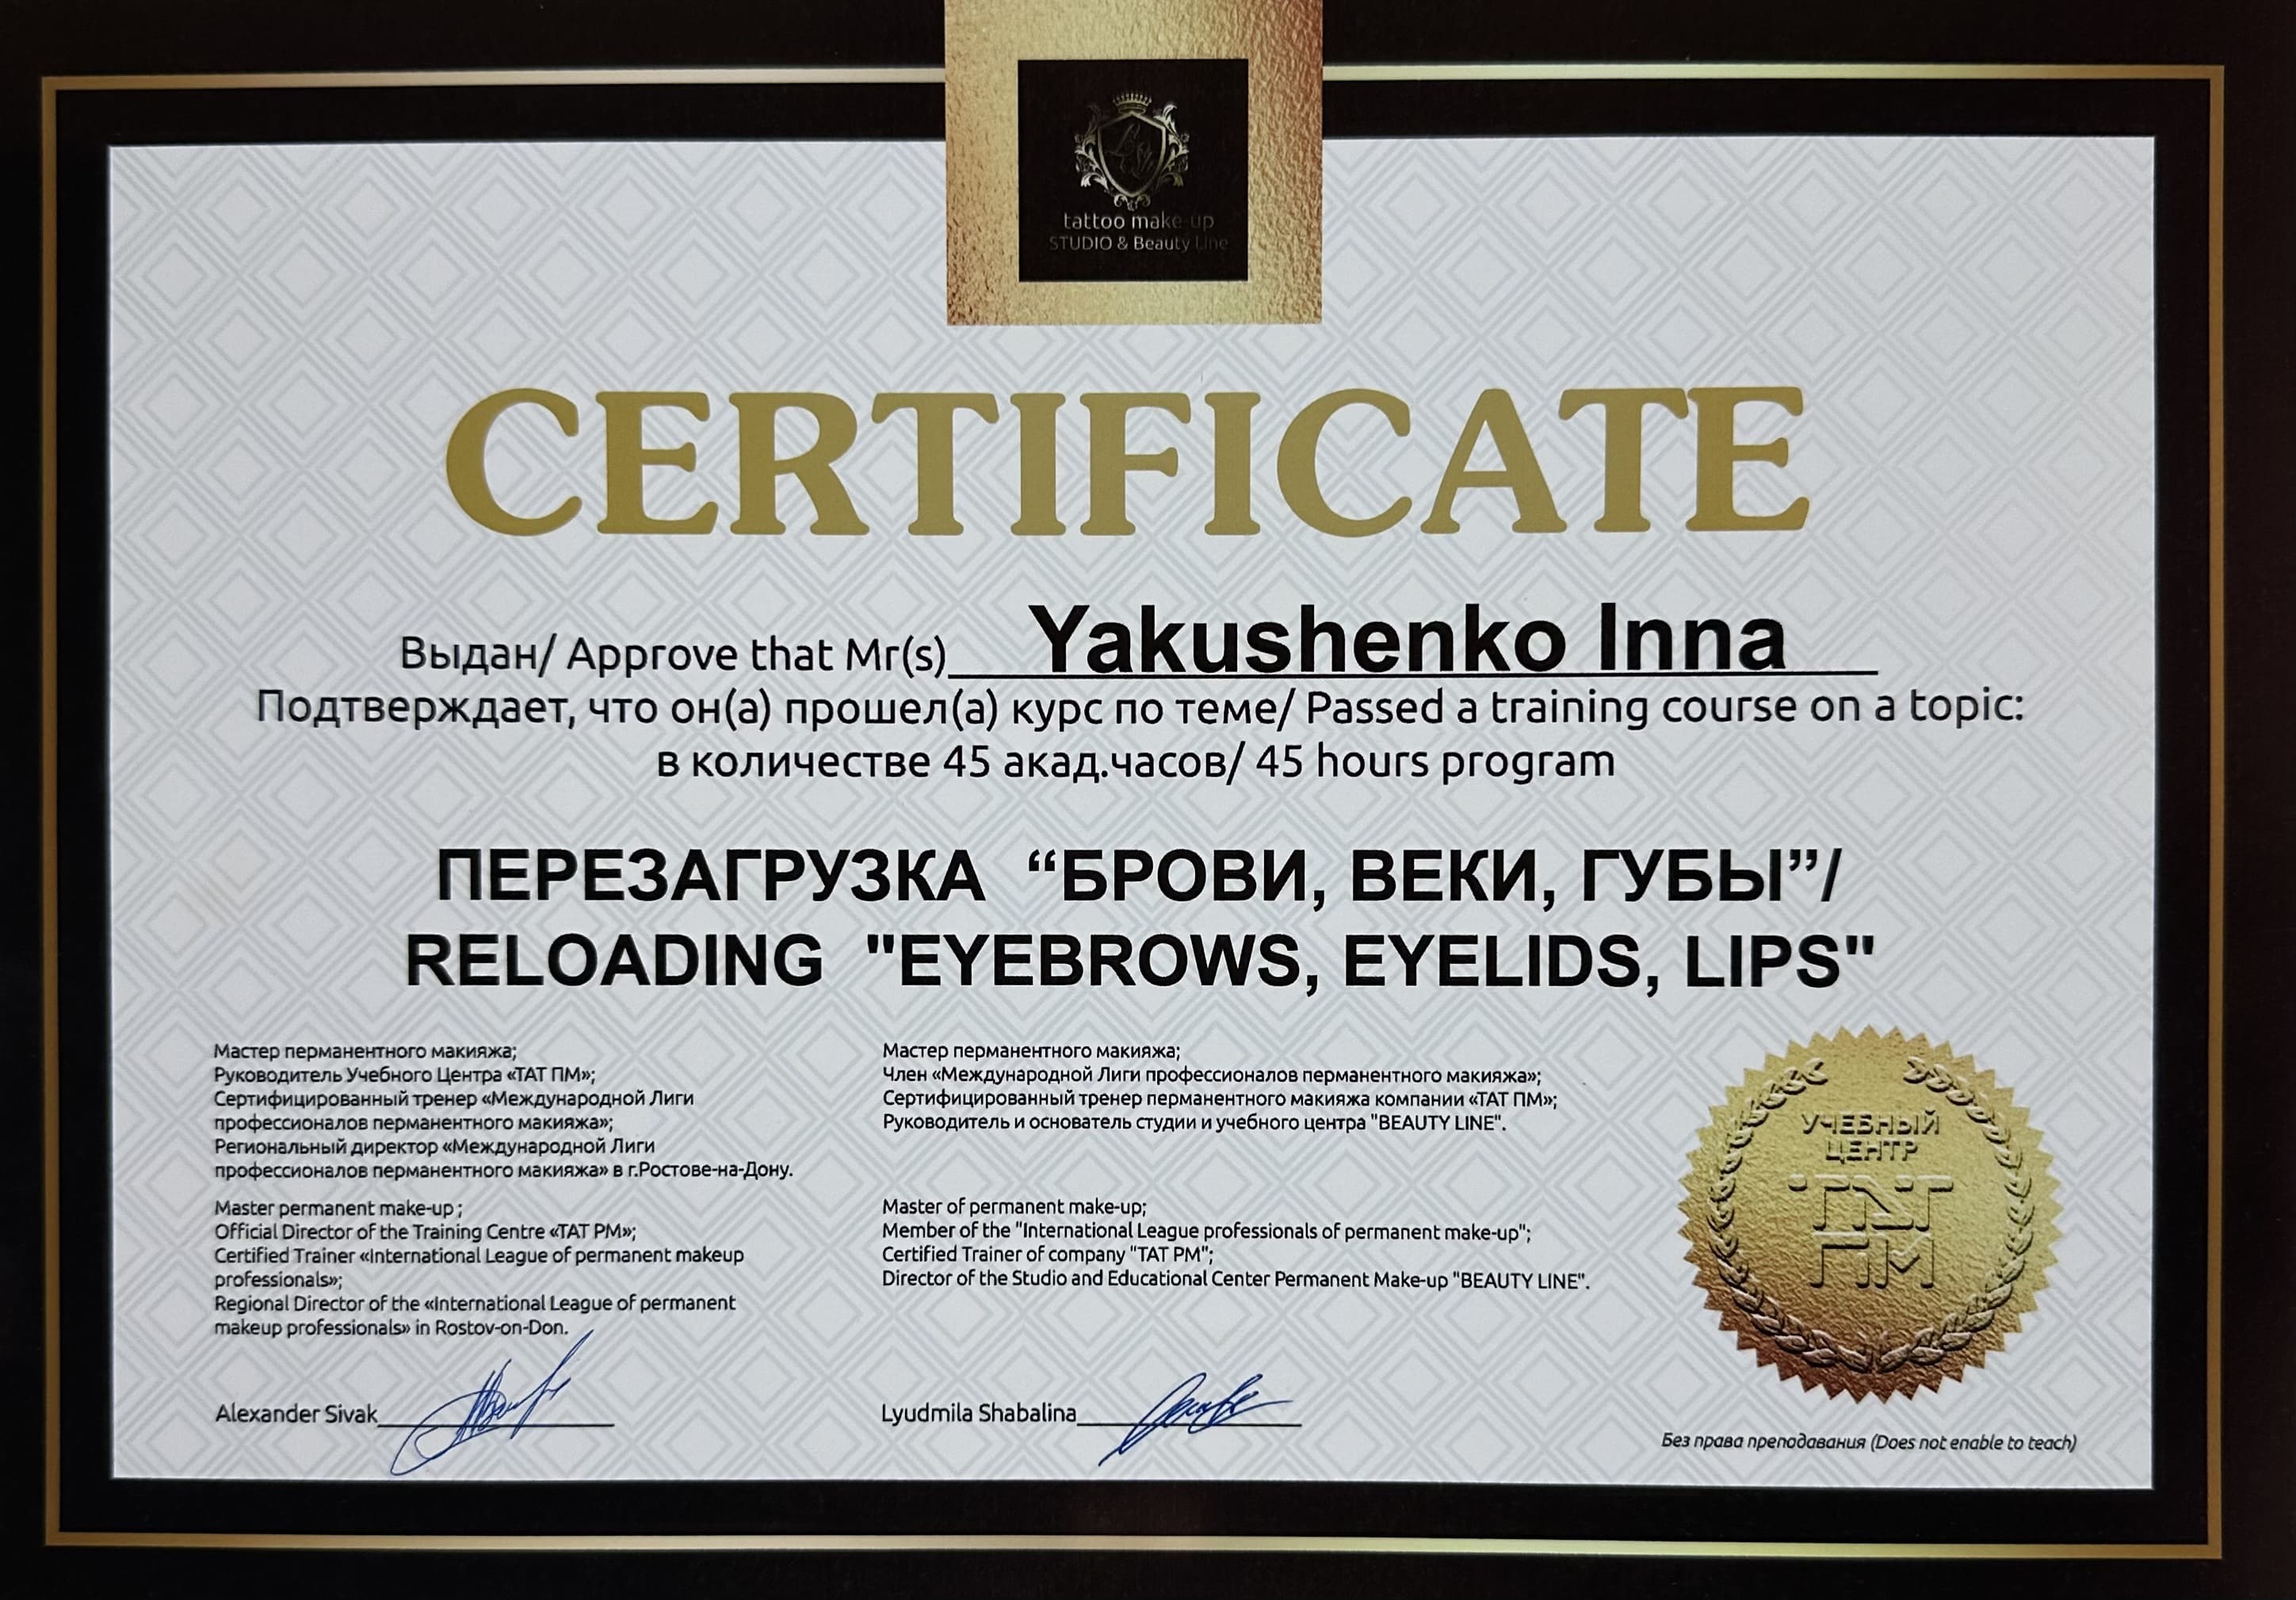 tattoo make-up
STUDIO & Beauty Line
CERTIFICATE
Выдан/ Approve that Mr(s) Yakushenko Inna
Подтверждает, что он(а) прошел(а) курс по теме/ Passed a training course on a topic:
в количестве 45 акад.часов/ 45 hours program
ПЕРЕЗАГРУЗКА “БРОВИ, ВЕКИ, ГУБЫ”/
RELOADING "EYEBROWS, EYELIDS, LIPS"
Мастер перманентного макияжа;
Руководитель Учебного Центра «ТАТ ПМ»;
Сертифицированный тренер «Международной Лиги
профессионалов перманентного макияжа»;
Региональный директор «Международной Лиги
профессионалов перманентного макияжа» в г.Ростове-на-Дону.
Master permanent make-up ;
Official Director of the Training Centre «TAT PM»;
Certified Trainer «International League of permanent makeup
professionals»;
Regional Director of the «International League of permanent
makeup professionals» in Rostov-on-Don.
Alexander Sivak
Мастер перманентного макияжа;
Член «Международной Лиги профессионалов перманентного макияжа»;
Сертифицированный тренер перманентного макияжа компании «ТАТ ПМ»;
Руководитель и основатель студии и учебного центра "BEAUTY LINE".
Master of permanent make-up;
Member of the "International League professionals of permanent make-up";
Certified Trainer of company "TAT PM";
Director of the Studio and Educational Center Permanent Make-up "BEAUTY LINE".
Lyudmila Shabalina
УЧЕБНЫЙ
ЦЕНТР
ТАТ
ПМ
Без права преподавания (Does not enable to teach)